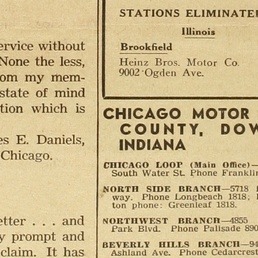 ervice without
None the less,
om my mem-
state of mind
tion which is
es E. Daniels,
Chicago.
etter . . . and
y prompt and
claim. It has
STATIONS ELIMINATE
Illinois
Brookfield
Heinz Bros. Motor Co.
9002 Ogden Ave.
CHICAGO MOTOR
COUNTY, DOW
INDIANA
CHICAGO LOOP (Main Office)—
South Water St. Phone Franklin
NORTH SIDE BRANCH—5718
way. Phone Longbeach 1818;
ton phone: Greenleaf 1818.
NORTHWEST BRANCH—4855
Park Blvd. Phone Palisade 890
BEVERLY HILLS BRANCH—94
Ashland Ave. Phone Cedarcrest